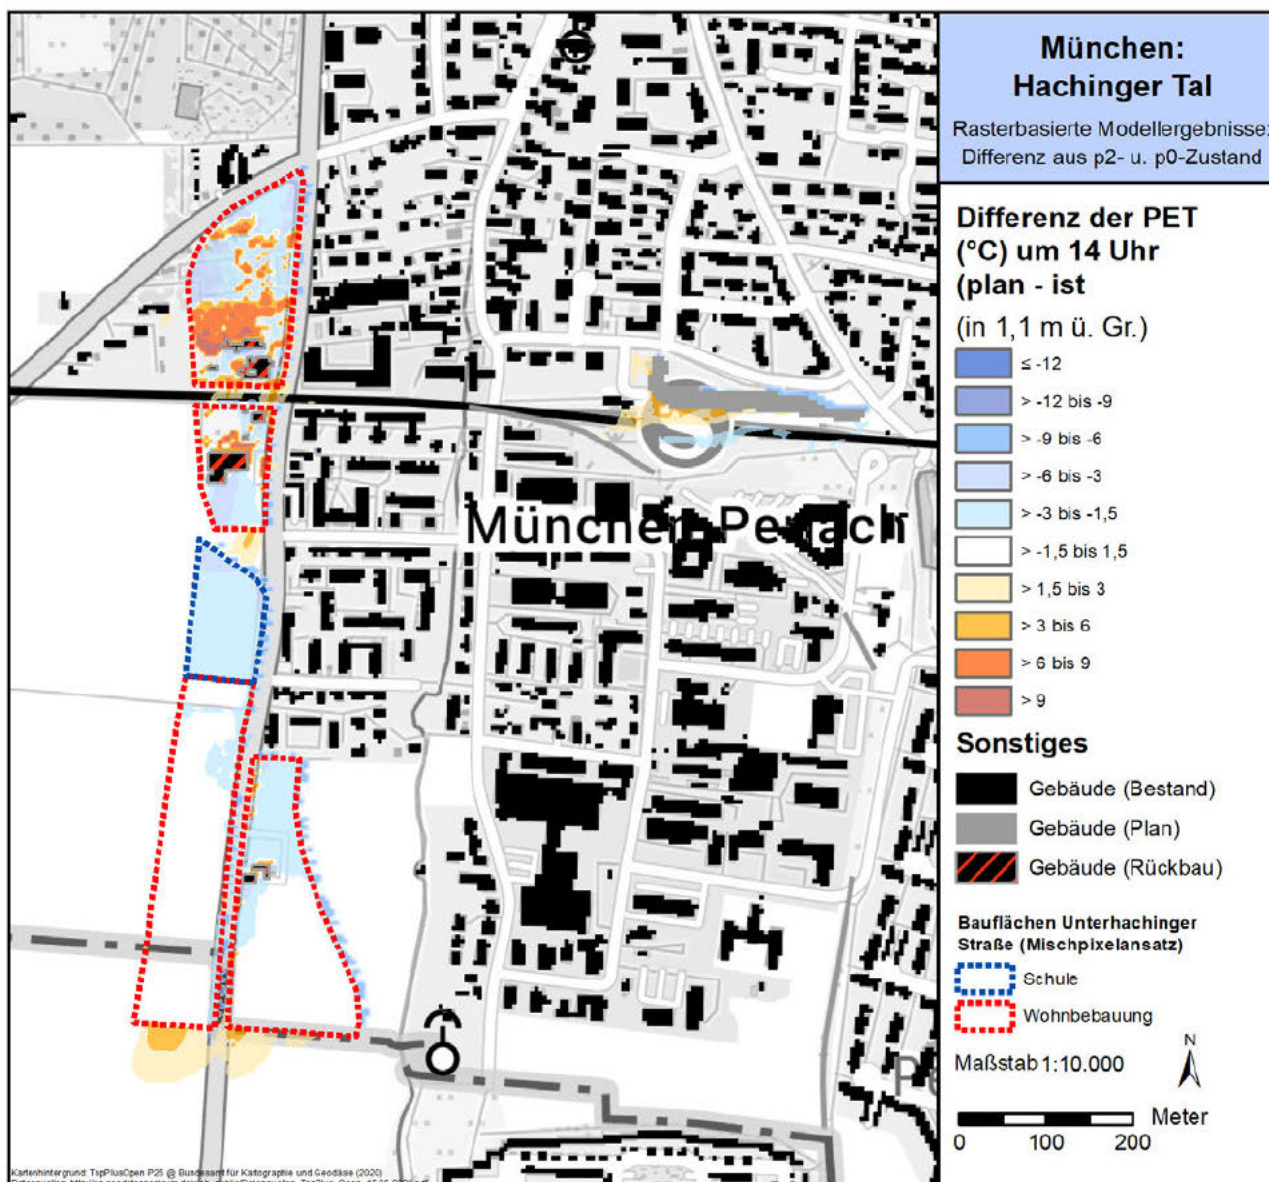 München:
Hachinger Tal
Rasterbasierte Modellergebnisse:
Differenz aus p2- u. p0-Zustand
Differenz der PET
(°C) um 14 Uhr
(plan - ist
(in 1,1 m ü. Gr.)
≤ -12
> -12 bis -9
> -9 bis -6
> -6 bis -3
> -3 bis -1,5
> -1,5 bis 1,5
> 1,5 bis 3
> 3 bis 6
> 6 bis 9
> 9
Sonstiges
Gebäude (Bestand)
Gebäude (Plan)
Gebäude (Rückbau)
Bauflächen Unterhachinger
Straße (Mischpixelansatz)
Schule
Wohnbebauung
Maßstab 1:10.000
N
Meter
0 100 200
München-Perlach
Kartenhintergrund: TopPlusOpen P25 @ Bundesamt für Kartographie und Geodäsie (2020)